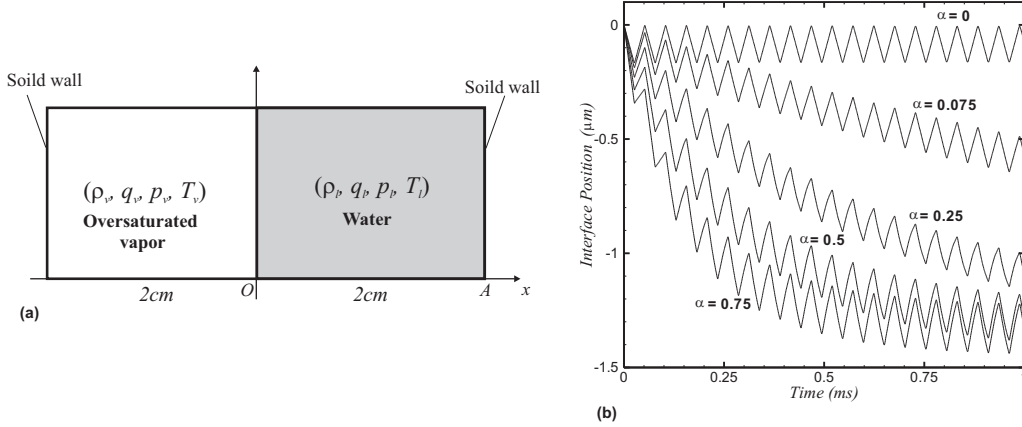 (a)
Soild wall
Soild wall
(ρv, qv, pv, Tv)
Oversaturated
vapor
(ρl, ql, pl, Tl)
Water
2cm
O
2cm
A
x
Interface Position (μm)
0
-0.5
-1
-1.5
α = 0
α = 0.075
α = 0.25
α = 0.5
α = 0.75
0
0.25
0.5
0.75
Time (ms)
(b)